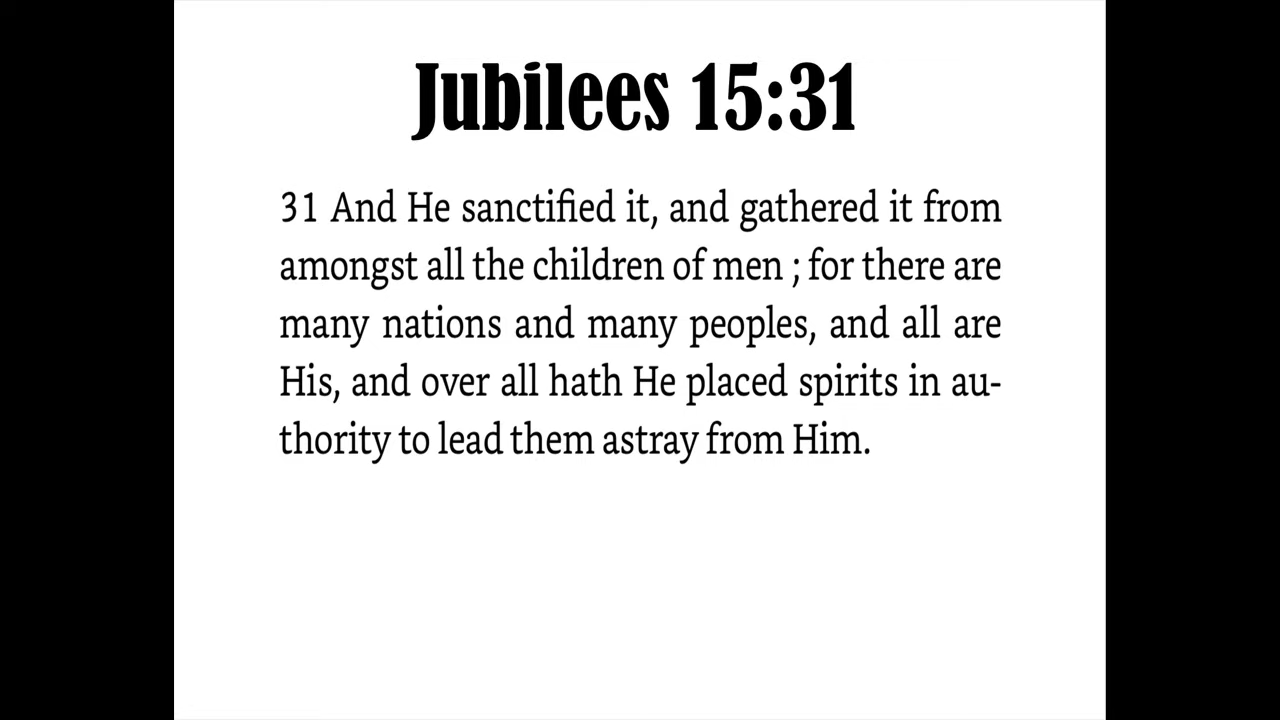 Jubilees 15:31
31 And He sanctified it, and gathered it from
amongst all the children of men ; for there are
many nations and many peoples, and all are
His, and over all hath He placed spirits in au-
thority to lead them astray from Him.